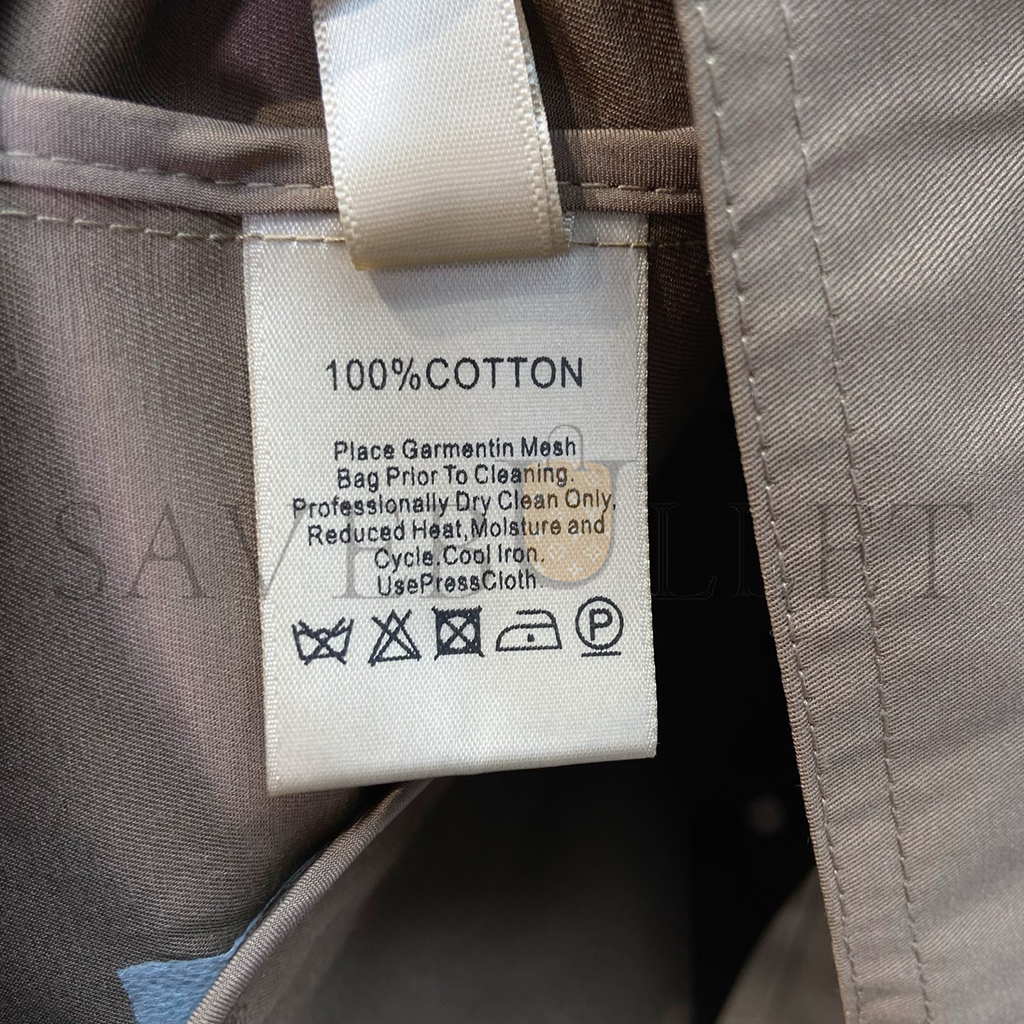 100%COTTON
Place Garmentin Mesh
Bag Prior To Cleaning.
Professionally Dry Clean Only,
Reduced Heat,Moisture and
Cycle.Cool Iron.
UsePressCloth
P